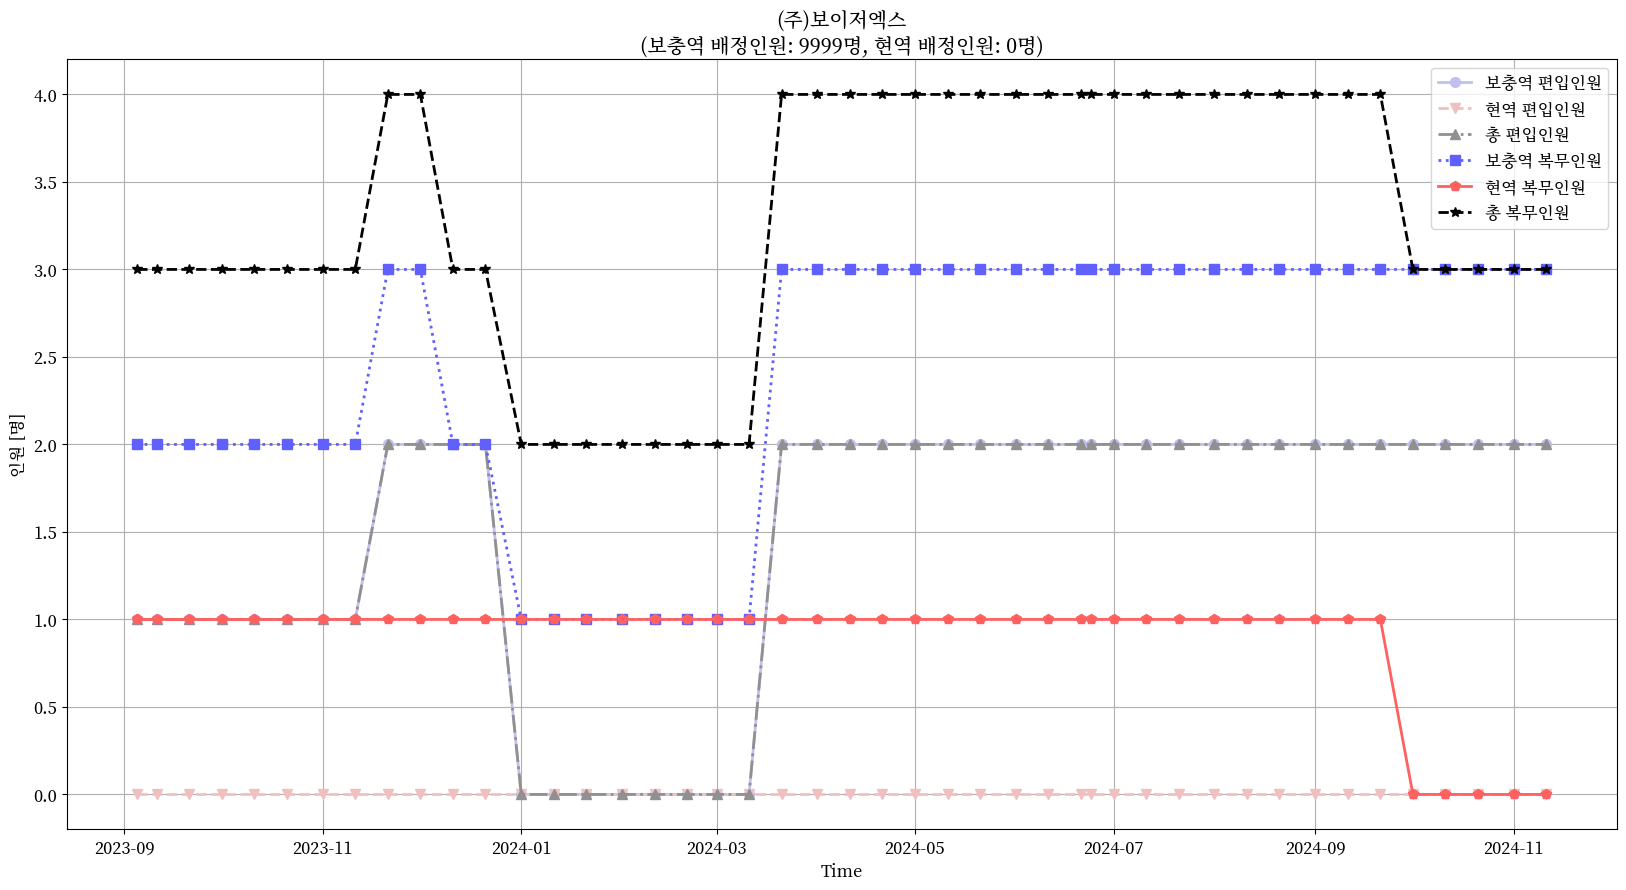 (주)보이저엑스
(보충역 배정인원: 9999명, 현역 배정인원: 0명)
보충역 편입인원
현역 편입인원
총 편입인원
보충역 복무인원
현역 복무인원
총 복무인원
인원 [명]
4.0
3.5
3.0
2.5
2.0
1.5
1.0
0.5
0.0
2023-09
2023-11
2024-01
2024-03
2024-05
2024-07
2024-09
2024-11
Time